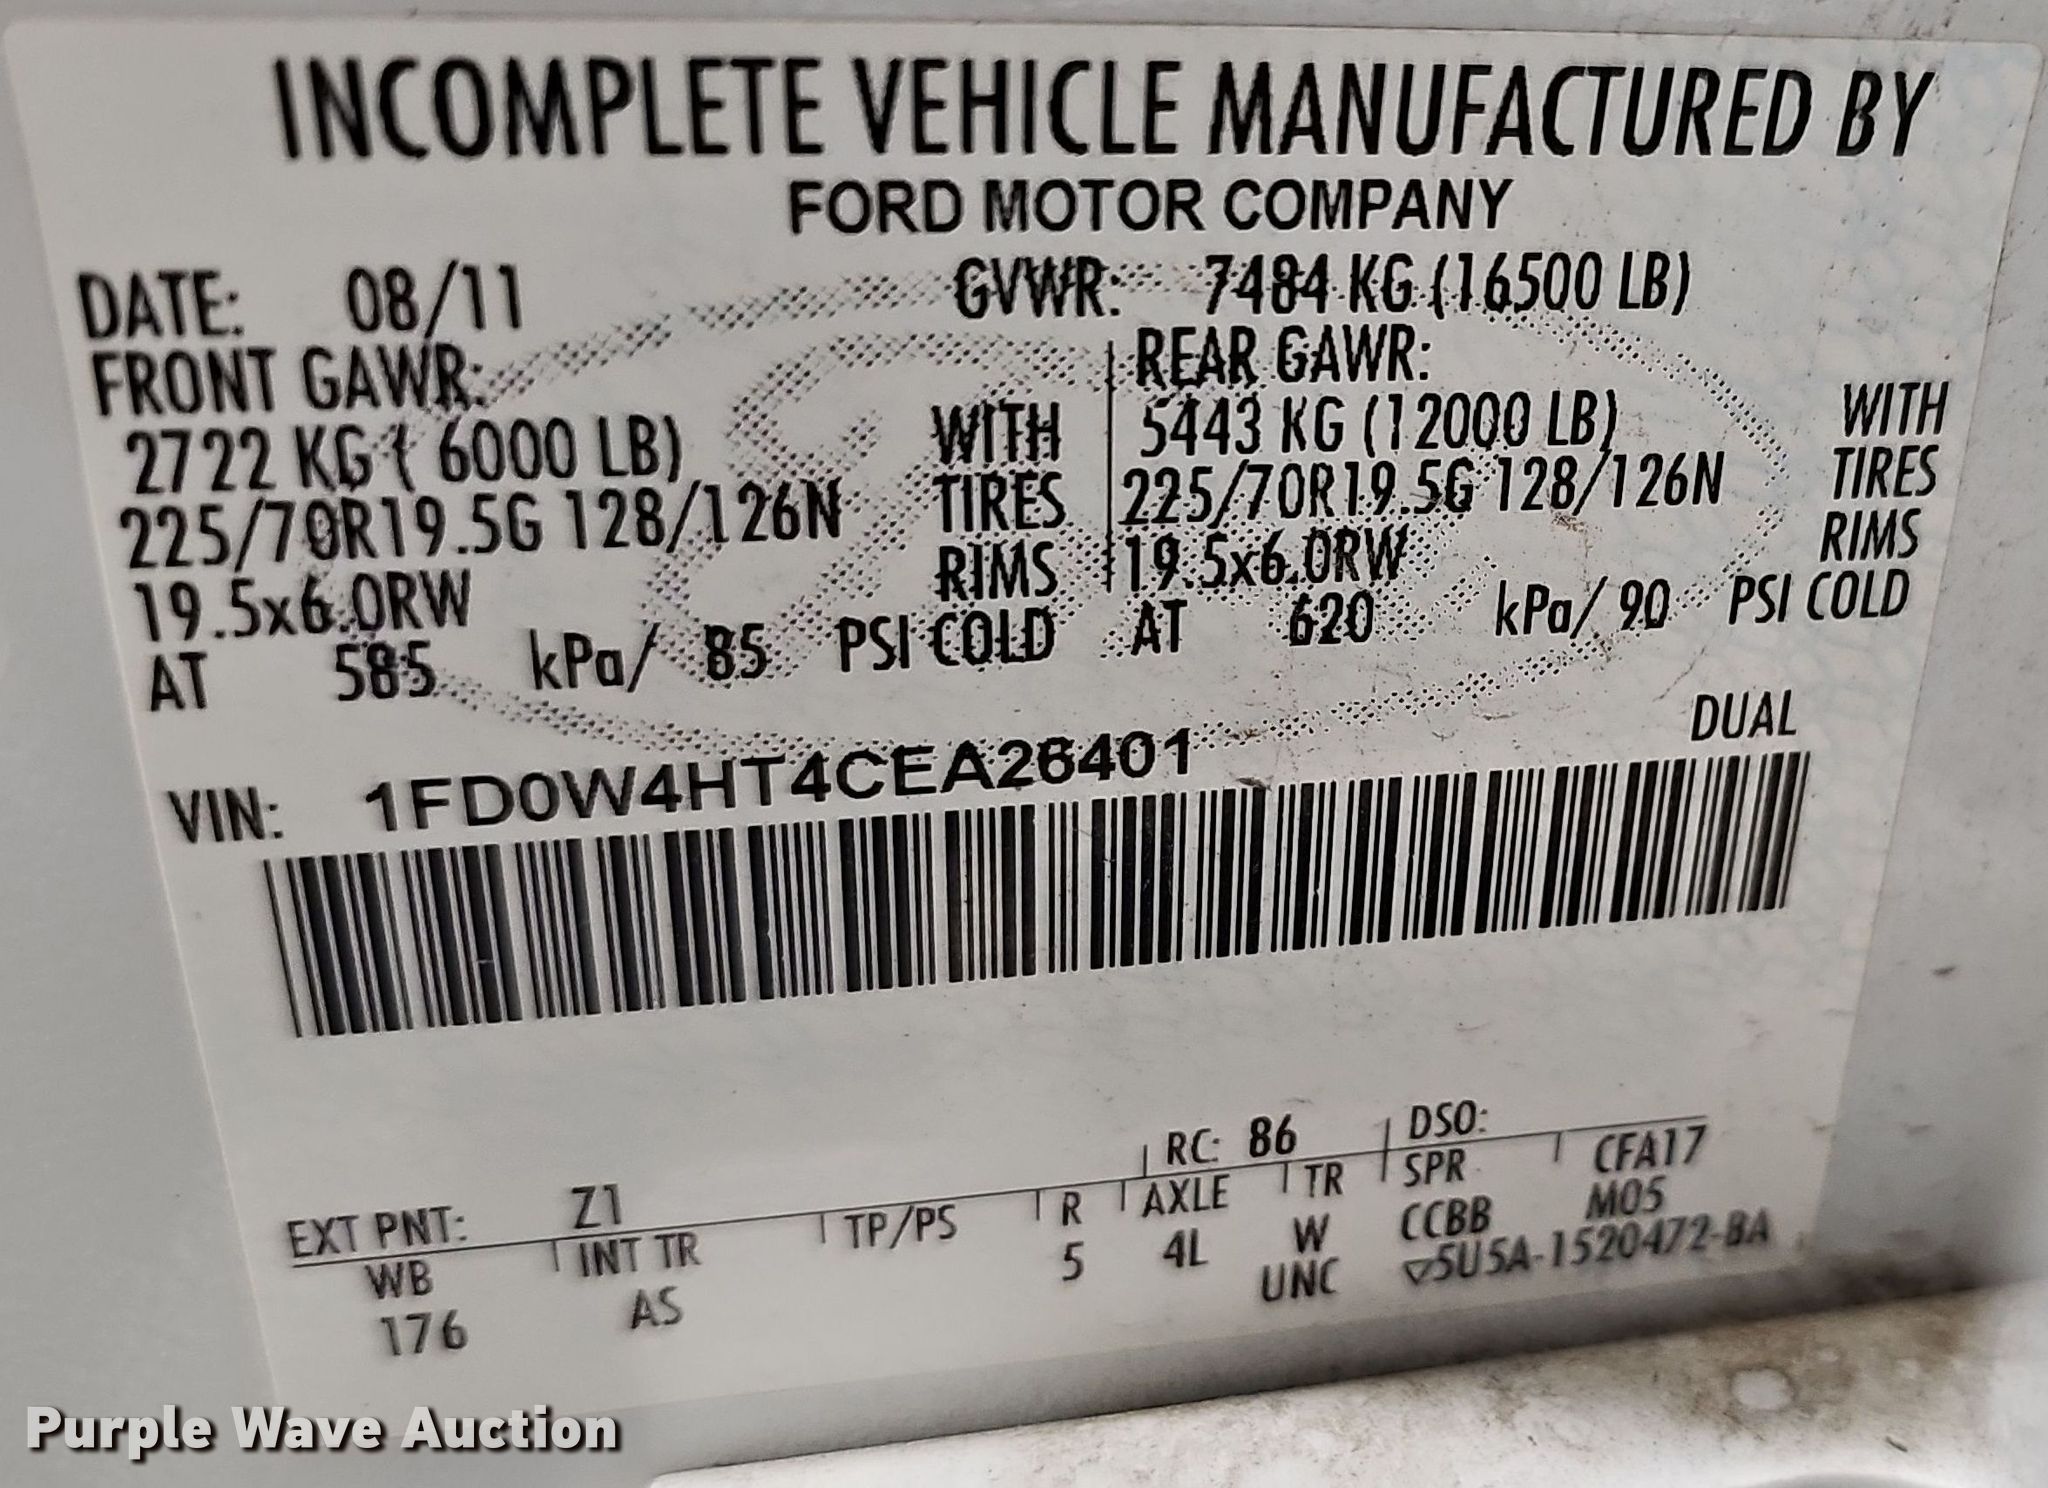 INCOMPLETE VEHICLE MANUFACTURED BY
FORD MOTOR COMPANY
DATE: 08/11 GVWR: 7484 KG (16500 LB)
FRONT GAWR: REAR GAWR:
2722 KG ( 6000 LB) WITH 5443 KG (12000 LB) WITH
225/70R19.5G 128/126N TIRES 225/70R19.5G 128/126N TIRES
19.5x6.0RW RIMS 19.5x6.0RW RIMS
AT 585 kPa/ 85 PSI COLD AT 620 kPa/ 90 PSI COLD
DUAL
VIN: 1FD0W4HT4CEA26401
EXT PNT: Z1 RC: 86 DSO:
WB INT TR TP/PS R AXLE TR SPR CFA17
176 AS 5 4L W CCBB M05
UNC ▽5U5A-1520472-BA
Purple Wave Auction